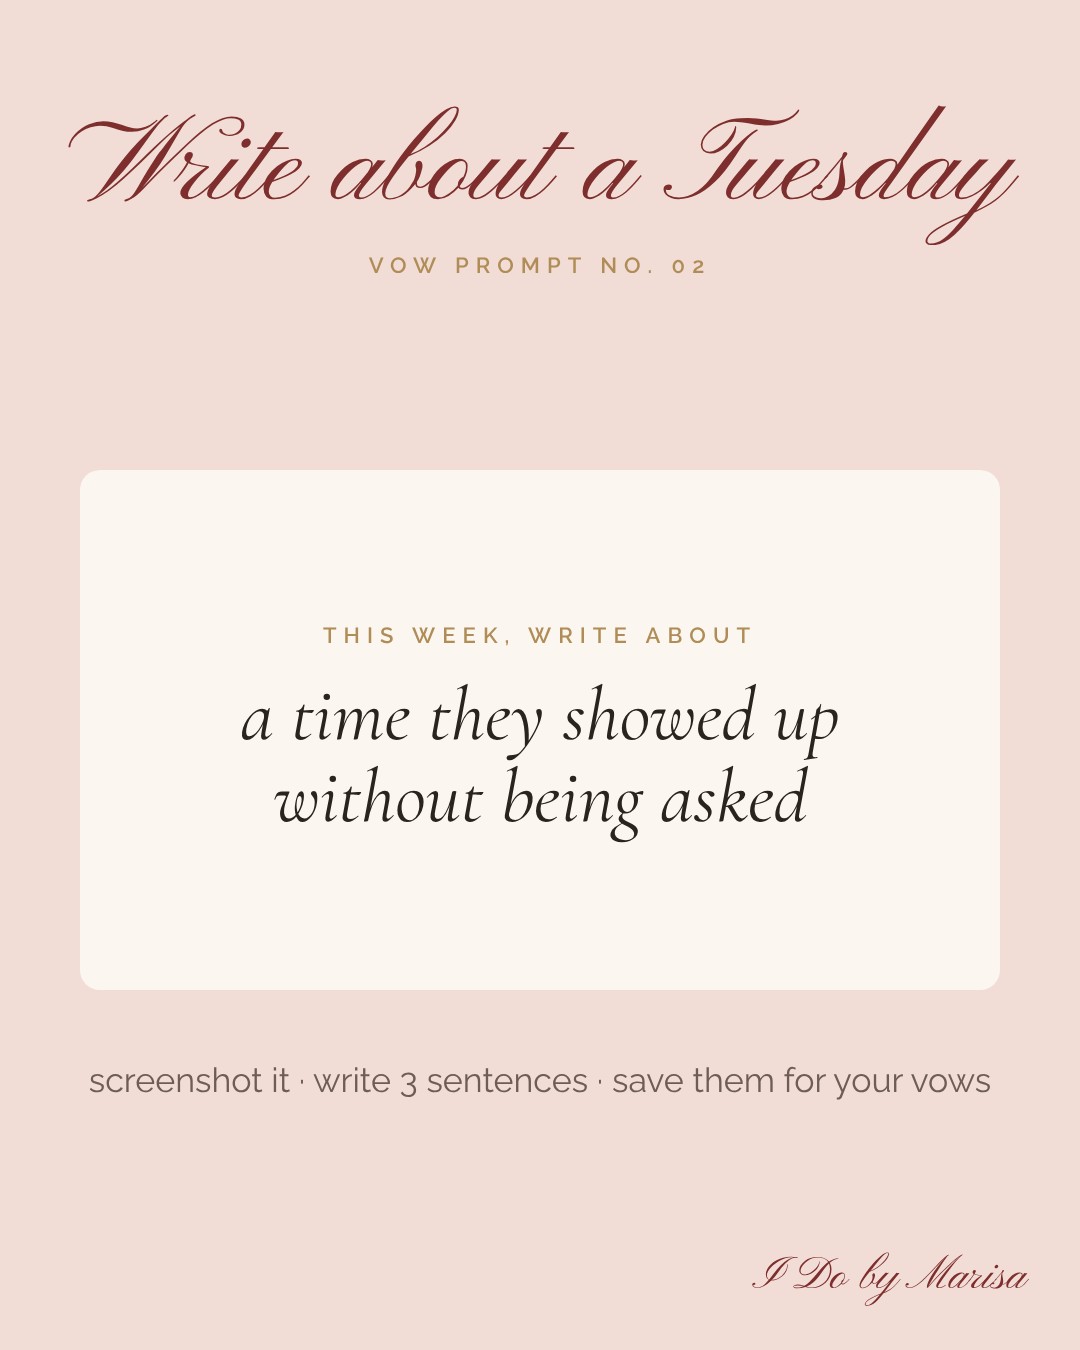 Write about a Tuesday
VOW PROMPT NO. 02
THIS WEEK, WRITE ABOUT
a time they showed up
without being asked
screenshot it · write 3 sentences · save them for your vows
I Do by Marisa